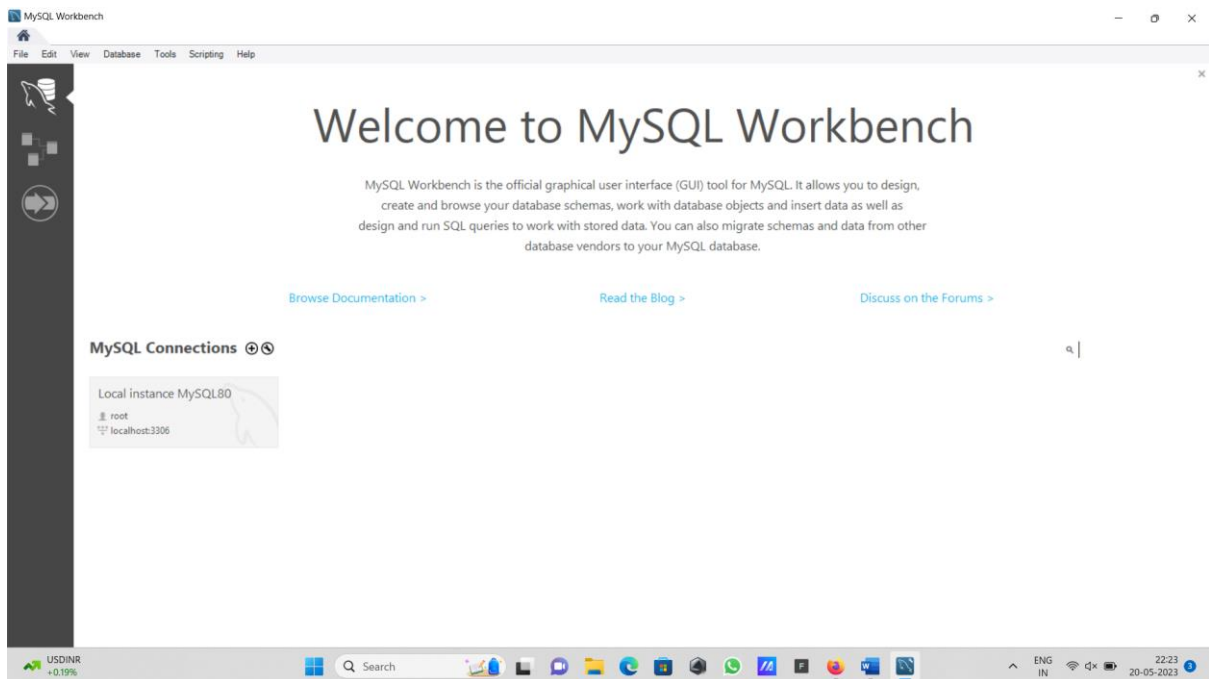 MySQL Workbench
File Edit View Database Tools Scripting Help
Welcome to MySQL Workbench
MySQL Workbench is the official graphical user interface (GUI) tool for MySQL. It allows you to design,
create and browse your database schemas, work with database objects and insert data as well as
design and run SQL queries to work with stored data. You can also migrate schemas and data from other
database vendors to your MySQL database.
Browse Documentation > Read the Blog > Discuss on the Forums >
MySQL Connections
Local instance MySQL80
root
localhost:3306
USDINR
+0.19%
Search
ENG
IN
22:23
20-05-2023
3